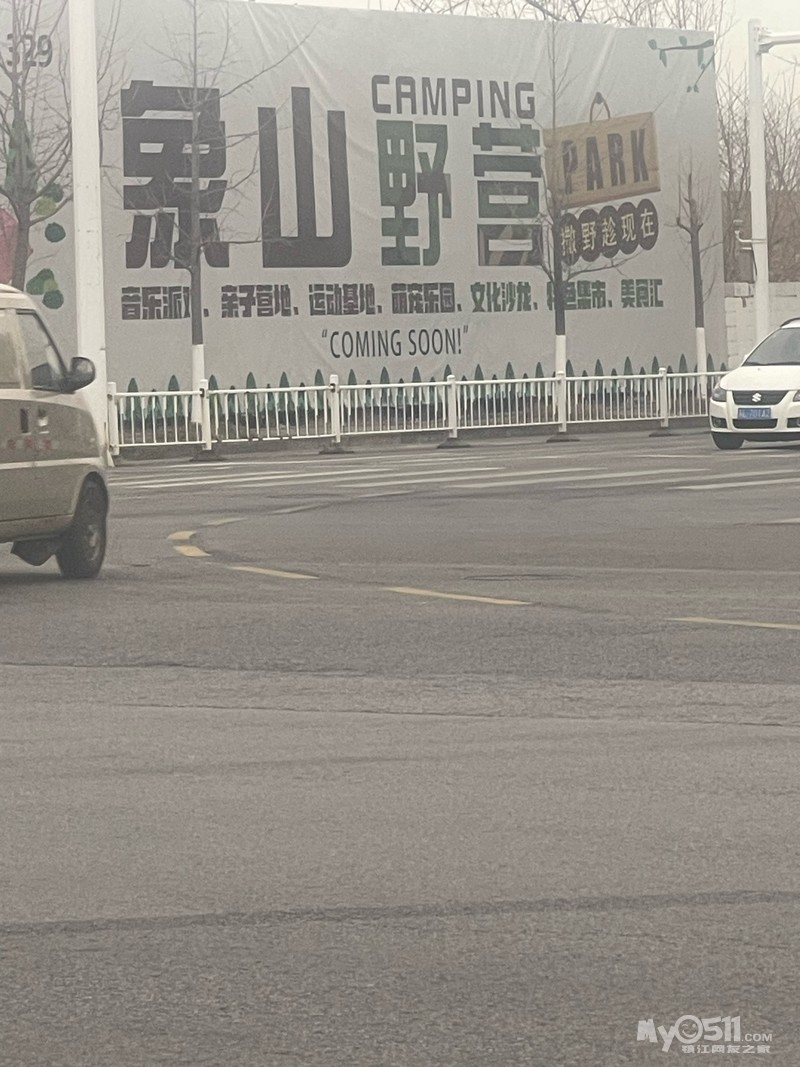 329
CAMPING
象山野营
PARK
撒野趁现在
音乐派对、亲子营地、运动基地、萌宠乐园、文化沙龙、特色集市、美食汇
"COMING SOON!"
My0511.COM
镇江网友之家